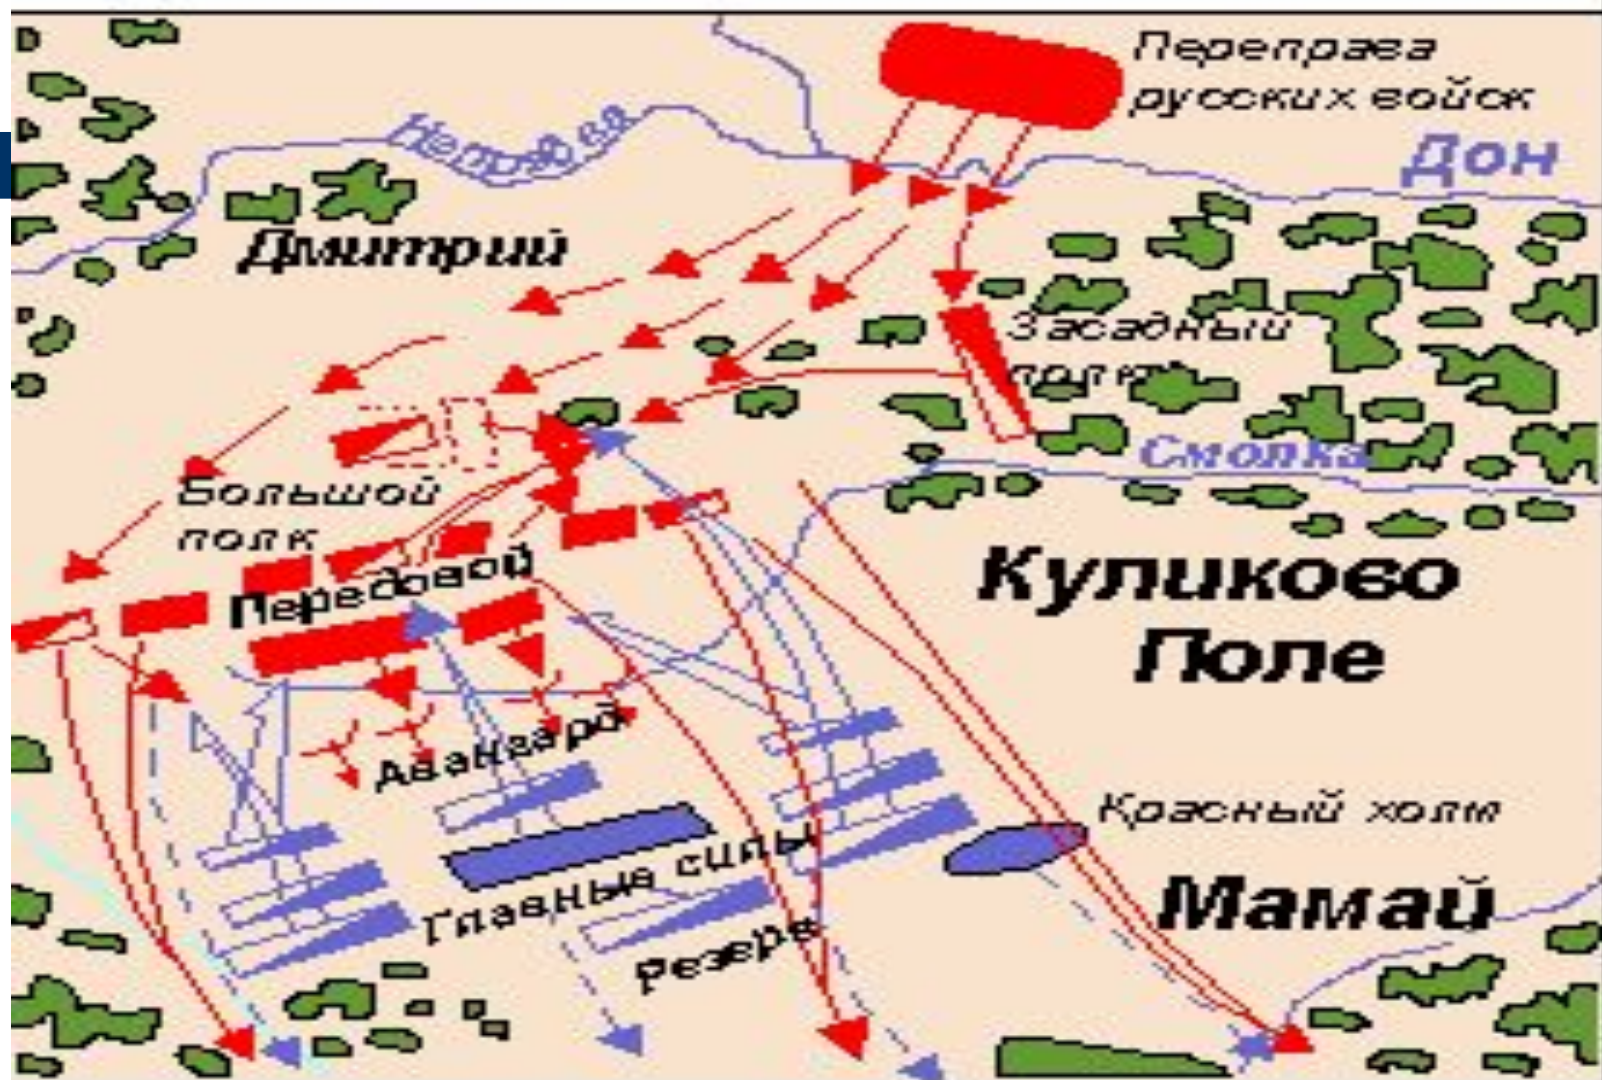 Переправа
русских войск
Непрядва
Дон
Дмитрий
Засадный
полк
Смолка
Большой
полк
Передовой
Куликово
Поле
Авангард
Красный холм
Главные силы
Мамай
Резерв